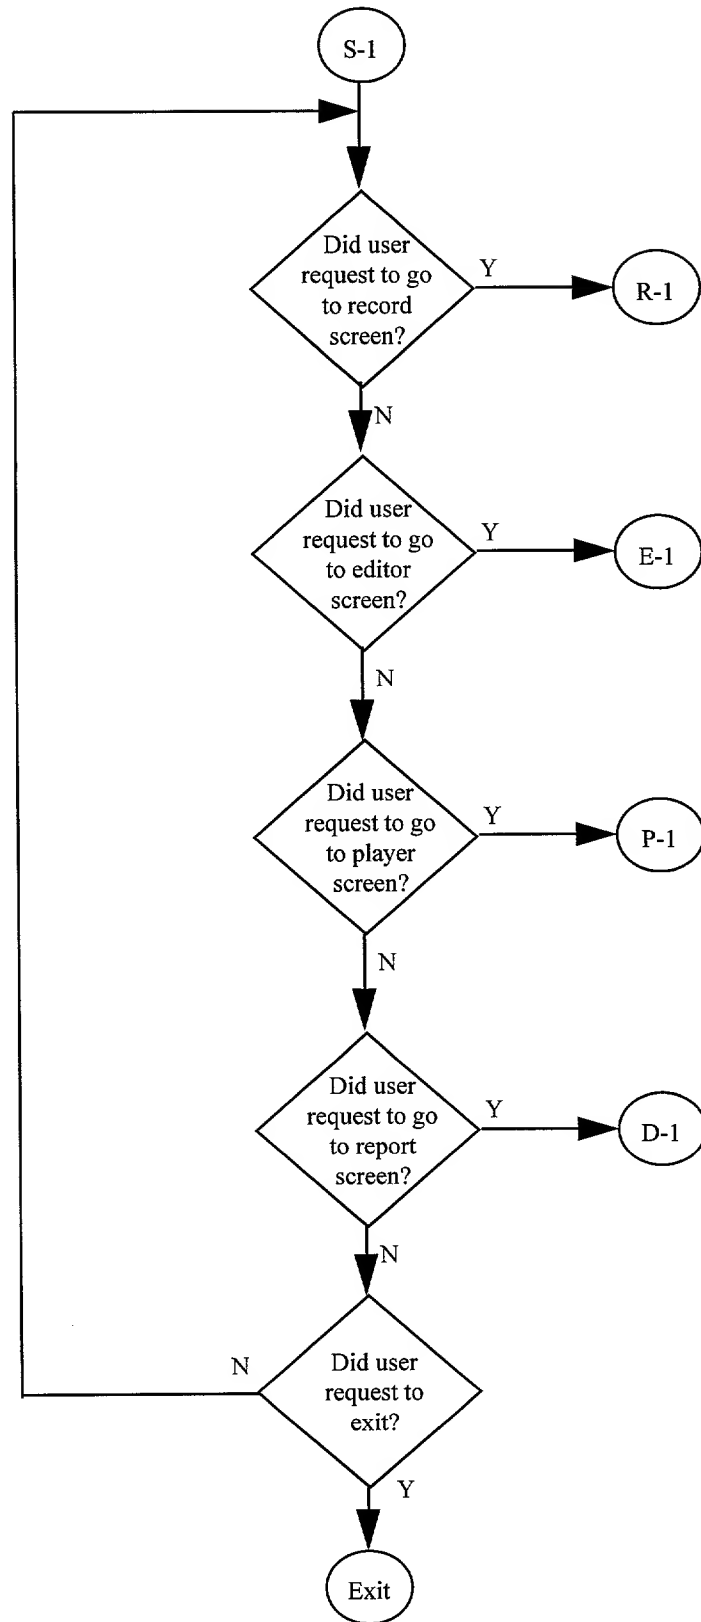 S-1
Did user
request to go
to record
screen?
Y
R-1
N
Did user
request to go
to editor
screen?
Y
E-1
N
Did user
request to go
to player
screen?
Y
P-1
N
Did user
request to go
to report
screen?
Y
D-1
N
Did user
request to
exit?
N
Y
Exit